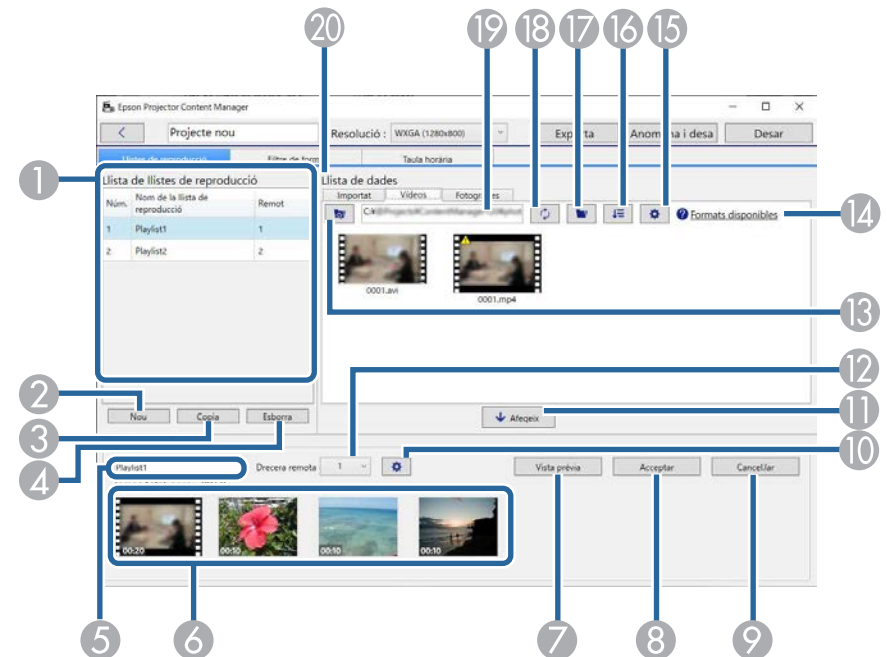 20 19 18 17 16 15
Epson Projector Content Manager
Projecte nou Resolució : WXGA (1280x800) Desar
Taula horària
1 Llista de llistes de reproducció Llista de dades
Importat Vídeos
Núm. Nom de la llista de reproducció Remot
Formats disponibles 14
1 Playlist1 1
2 Playlist2 2
0001.avi 0001.mp4
13
12
2 Nou Copia Esborra Afegeix 11
3
4 10
Playlist1 Drecera remota 1 Vista prèvia Acceptar Cancel·lar
00:20 00:10 00:10 00:10
5 6 7 8 9